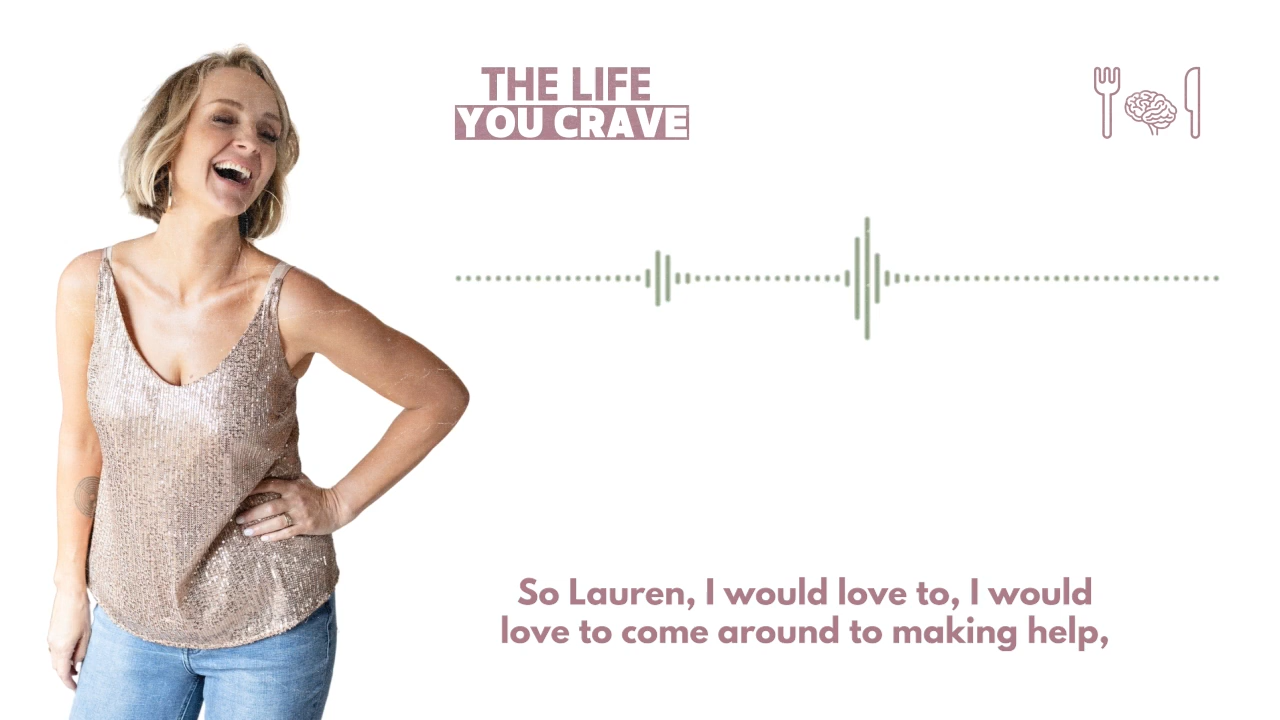 THE LIFE
YOU CRAVE
So Lauren, I would love to, I would
love to come around to making help,